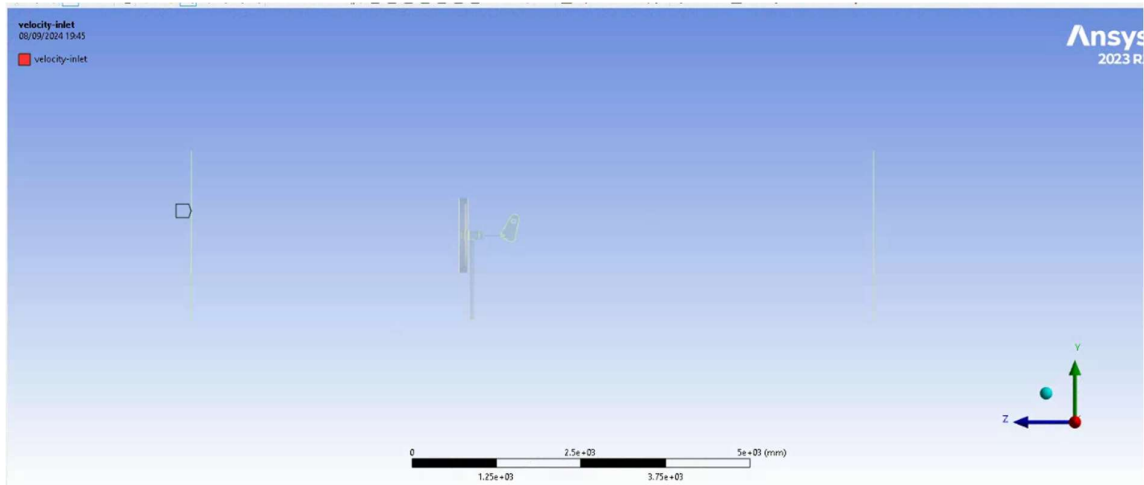 velocity-inlet
08/09/2024 19:45
velocity-inlet
Ansys
2023 R
Y
Z
0
2.5e+03
5e+03 (mm)
1.25e+03
3.75e+03